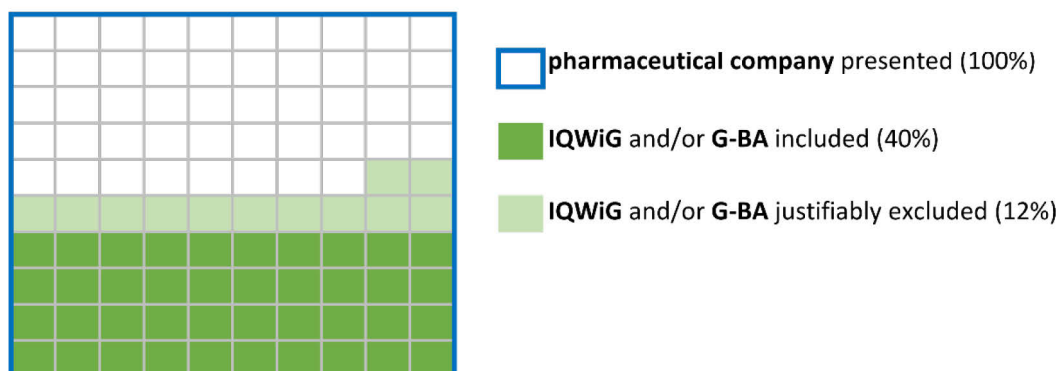 pharmaceutical company presented (100%)
IQWiG and/or G-BA included (40%)
IQWiG and/or G-BA justifiably excluded (12%)